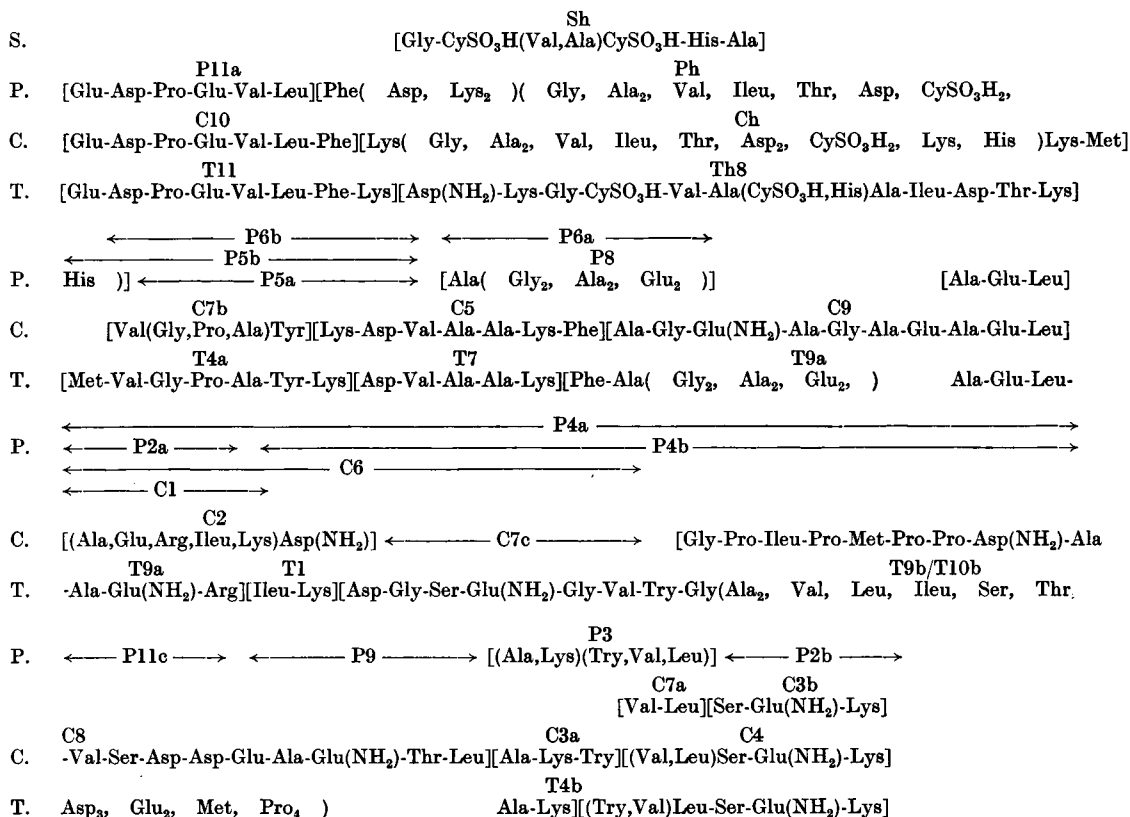 Sh
S. [Gly-CySO₃H(Val,Ala)CySO₃H-His-Ala]
P11a Ph
P. [Glu-Asp-Pro-Glu-Val-Leu][Phe( Asp, Lys₂ )( Gly, Ala₂, Val, Ileu, Thr, Asp, CySO₃H₂,
C10 Ch
C. [Glu-Asp-Pro-Glu-Val-Leu-Phe][Lys( Gly, Ala₂, Val, Ileu, Thr, Asp₂, CySO₃H₂, Lys, His )Lys-Met]
T11 Th8
T. [Glu-Asp-Pro-Glu-Val-Leu-Phe-Lys][Asp(NH₂)-Lys-Gly-CySO₃H-Val-Ala(CySO₃H,His)Ala-Ileu-Asp-Thr-Lys]
←—— P6b ——→ ←—— P6a ——→
←—— P5b ——→ P8
P. His )] ←—— P5a ——→ [Ala( Gly₂, Ala₂, Glu₂ )] [Ala-Glu-Leu]
C7b C5 C9
C. [Val(Gly,Pro,Ala)Tyr][Lys-Asp-Val-Ala-Ala-Lys-Phe][Ala-Gly-Glu(NH₂)-Ala-Gly-Ala-Glu-Ala-Glu-Leu]
T4a T7 T9a
T. [Met-Val-Gly-Pro-Ala-Tyr-Lys][Asp-Val-Ala-Ala-Lys][Phe-Ala( Gly₂, Ala₂, Glu₂, ) Ala-Glu-Leu-
←—— P4a ——→
P. ←—— P2a ——→ ←—— P4b ——→
←—— C6 ——→
←—— C1 ——→
C2
C. [(Ala,Glu,Arg,Ileu,Lys)Asp(NH₂)] ←—— C7c ——→ [Gly-Pro-Ileu-Pro-Met-Pro-Pro-Asp(NH₂)-Ala
T9a T1 T9b/T10b
T. -Ala-Glu(NH₂)-Arg][Ileu-Lys][Asp-Gly-Ser-Glu(NH₂)-Gly-Val-Try-Gly(Ala₂, Val, Leu, Ileu, Ser, Thr,
P3
P. ←—— P11c ——→ ←—— P9 ——→ [(Ala,Lys)(Try,Val,Leu)] ←—— P2b ——→
C7a C3b
[Val-Leu][Ser-Glu(NH₂)-Lys]
C8 C3a C4
C. -Val-Ser-Asp-Asp-Glu-Ala-Glu(NH₂)-Thr-Leu][Ala-Lys-Try][(Val,Leu)Ser-Glu(NH₂)-Lys]
T4b
T. Asp₃, Glu₂, Met, Pro₄ ) Ala-Lys][(Try,Val)Leu-Ser-Glu(NH₂)-Lys]